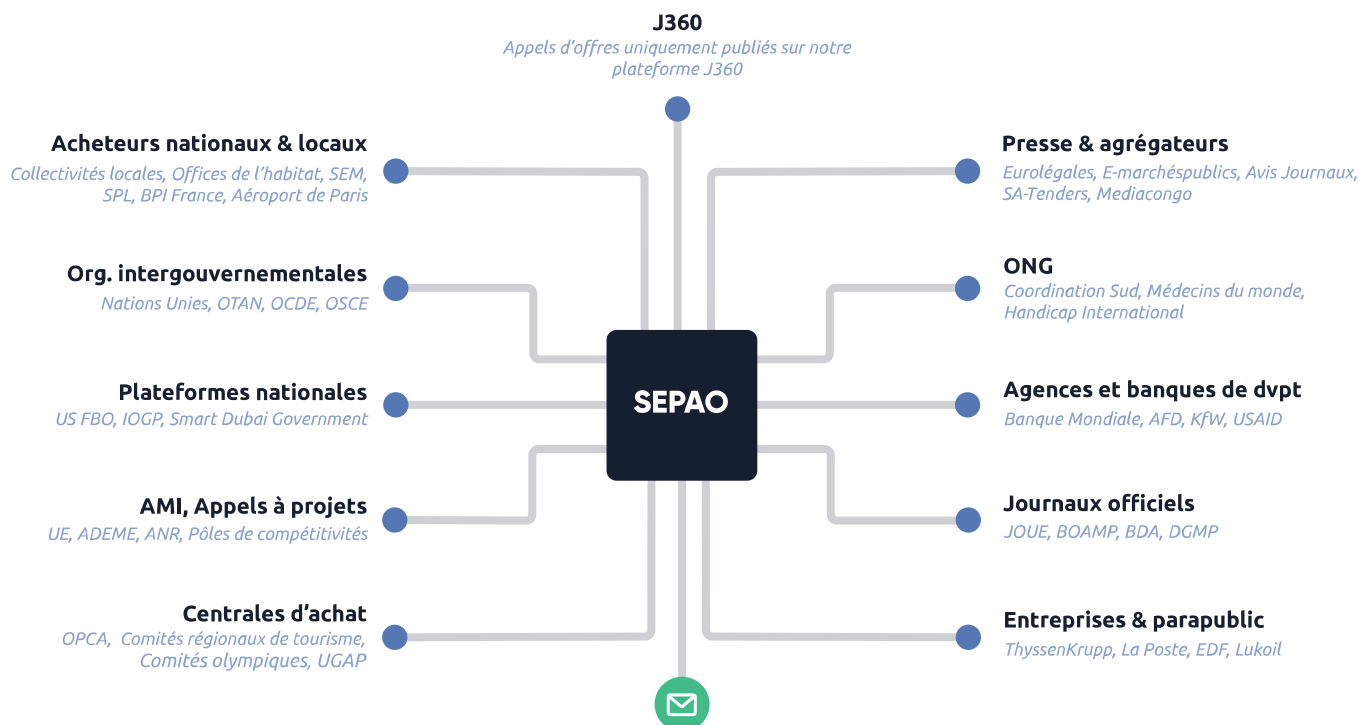 J360
Appels d’offres uniquement publiés sur notre
plateforme J360
Acheteurs nationaux & locaux
Collectivités locales, Offices de l’habitat, SEM,
SPL, BPI France, Aéroport de Paris
Org. intergouvernementales
Nations Unies, OTAN, OCDE, OSCE
Plateformes nationales
US FBO, IOGP, Smart Dubai Government
AMI, Appels à projets
UE, ADEME, ANR, Pôles de compétitivités
Centrales d’achat
OPCA, Comités régionaux de tourisme,
Comités olympiques, UGAP
SEPAO
Presse & agrégateurs
Eurolégales, E-marchéspublics, Avis Journaux,
SA-Tenders, Mediacongo
ONG
Coordination Sud, Médecins du monde,
Handicap International
Agences et banques de dvpt
Banque Mondiale, AFD, KfW, USAID
Journaux officiels
JOUE, BOAMP, BDA, DGMP
Entreprises & parapublic
ThyssenKrupp, La Poste, EDF, Lukoil